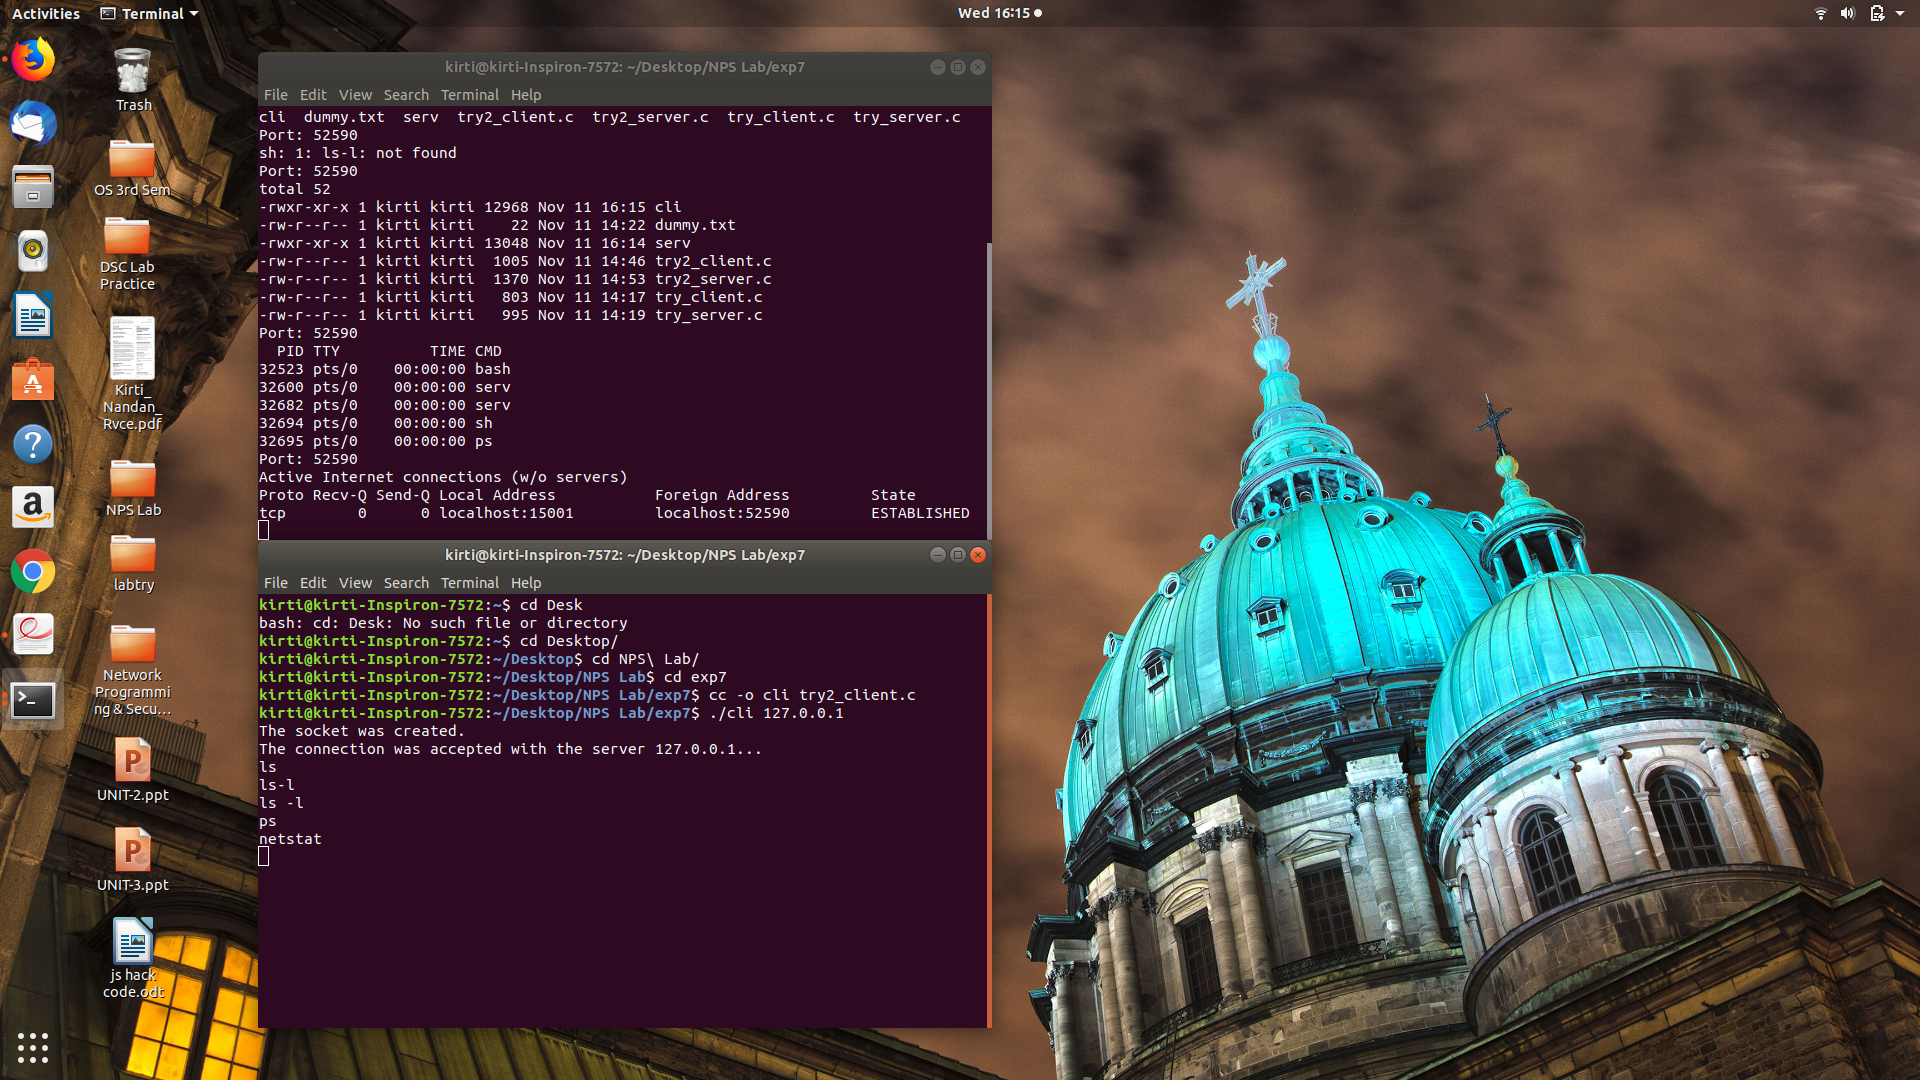 Activities
Terminal
Wed 16:15
Trash
OS 3rd Sem
DSC Lab
Practice
Kirti_
Nandan_
Rvce.pdf
NPS Lab
labtry
Network
Programmi
ng & Secu...
UNIT-2.ppt
UNIT-3.ppt
js hack
code.odt
kirti@kirti-Inspiron-7572: ~/Desktop/NPS Lab/exp7
File Edit View Search Terminal Help
cli dummy.txt serv try2_client.c try2_server.c try_client.c try_server.c
Port: 52590
sh: 1: ls-l: not found
Port: 52590
total 52
-rwxr-xr-x 1 kirti kirti 12968 Nov 11 16:15 cli
-rw-r--r-- 1 kirti kirti 22 Nov 11 14:22 dummy.txt
-rwxr-xr-x 1 kirti kirti 13048 Nov 11 16:14 serv
-rw-r--r-- 1 kirti kirti 1005 Nov 11 14:46 try2_client.c
-rw-r--r-- 1 kirti kirti 1370 Nov 11 14:53 try2_server.c
-rw-r--r-- 1 kirti kirti 803 Nov 11 14:17 try_client.c
-rw-r--r-- 1 kirti kirti 995 Nov 11 14:19 try_server.c
Port: 52590
PID TTY TIME CMD
32523 pts/0 00:00:00 bash
32600 pts/0 00:00:00 serv
32682 pts/0 00:00:00 serv
32694 pts/0 00:00:00 sh
32695 pts/0 00:00:00 ps
Port: 52590
Active Internet connections (w/o servers)
Proto Recv-Q Send-Q Local Address Foreign Address State
tcp 0 0 localhost:15001 localhost:52590 ESTABLISHED
kirti@kirti-Inspiron-7572: ~/Desktop/NPS Lab/exp7
File Edit View Search Terminal Help
kirti@kirti-Inspiron-7572:~$ cd Desk
bash: cd: Desk: No such file or directory
kirti@kirti-Inspiron-7572:~$ cd Desktop/
kirti@kirti-Inspiron-7572:~/Desktop$ cd NPS\ Lab/
kirti@kirti-Inspiron-7572:~/Desktop/NPS Lab$ cd exp7
kirti@kirti-Inspiron-7572:~/Desktop/NPS Lab/exp7$ cc -o cli try2_client.c
kirti@kirti-Inspiron-7572:~/Desktop/NPS Lab/exp7$ ./cli 127.0.0.1
The socket was created.
The connection was accepted with the server 127.0.0.1...
ls
ls-l
ls -l
ps
netstat